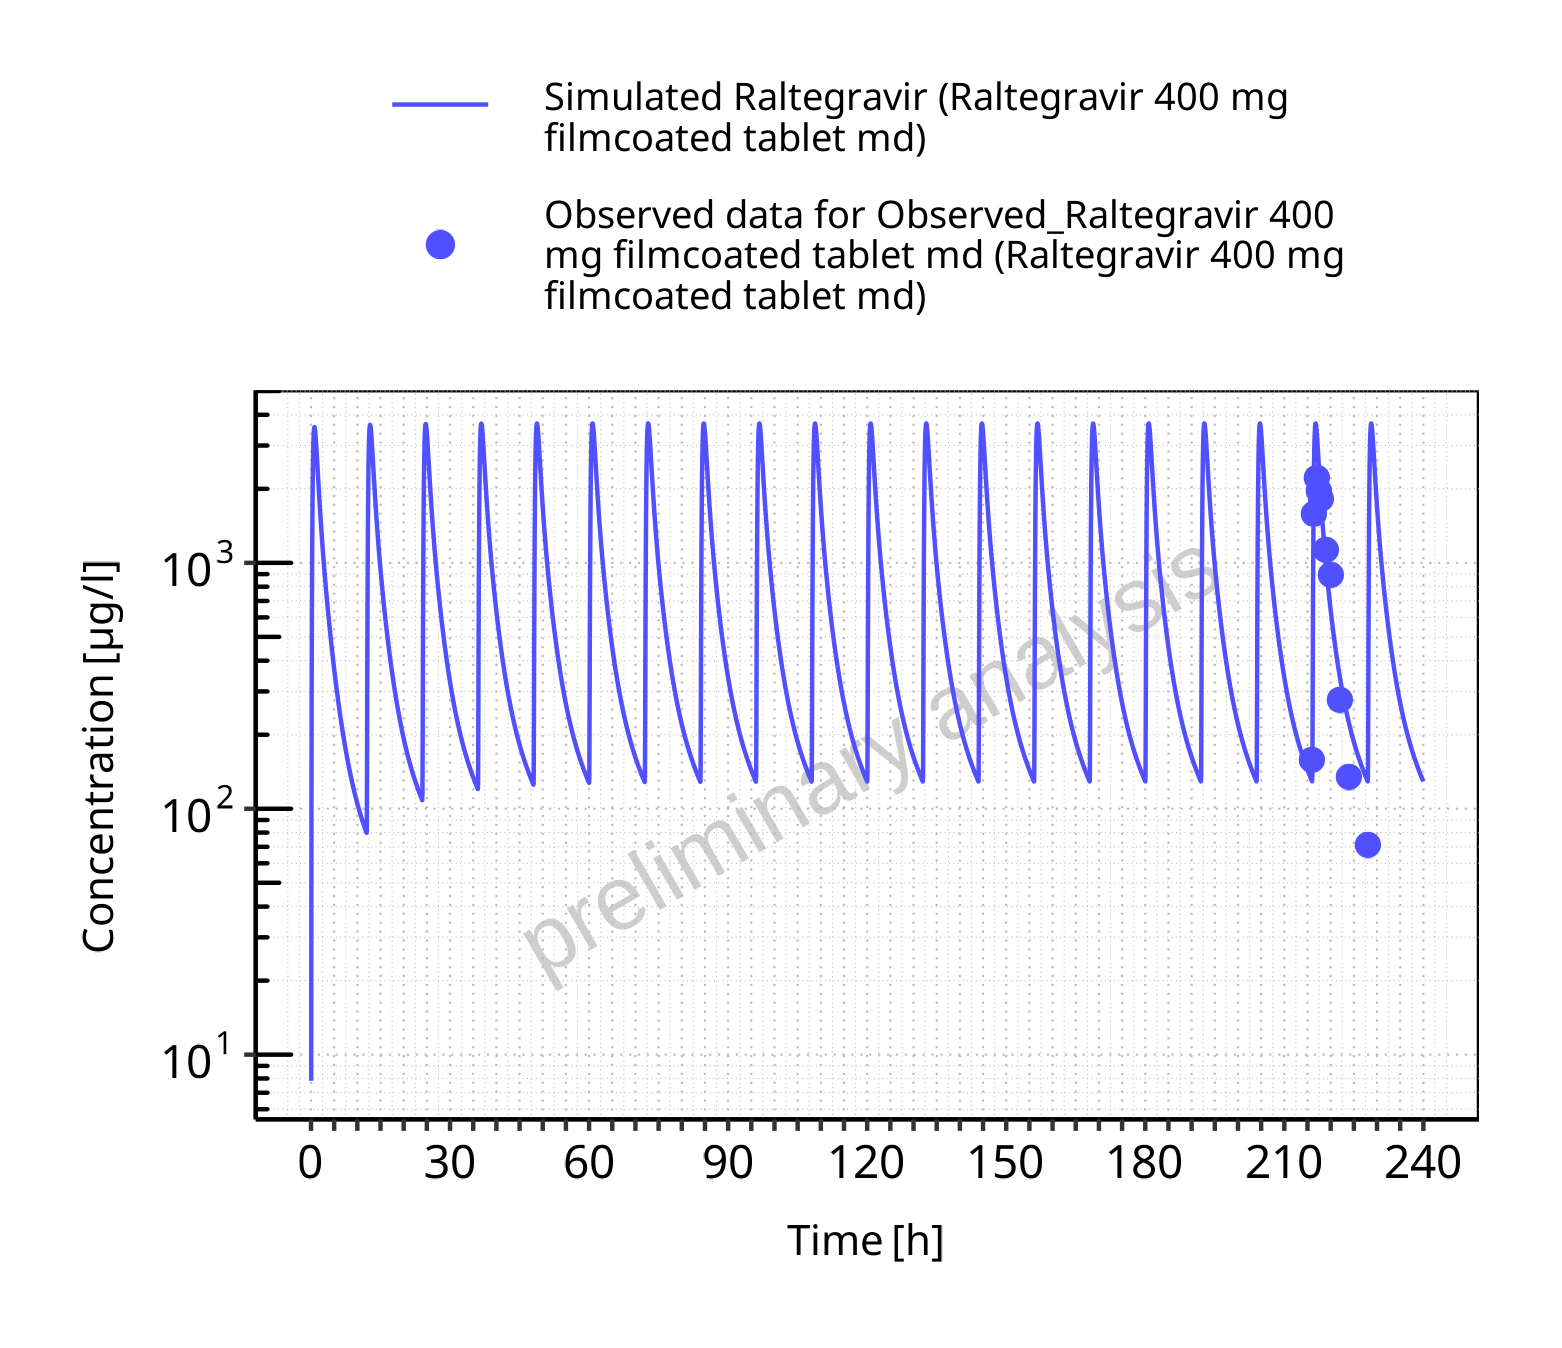 Simulated Raltegravir (Raltegravir 400 mg
filmcoated tablet md)
Observed data for Observed_Raltegravir 400
mg filmcoated tablet md (Raltegravir 400 mg
filmcoated tablet md)
10³
10²
10¹
Concentration [µg/l]
preliminary analysis
0 30 60 90 120 150 180 210 240
Time [h]